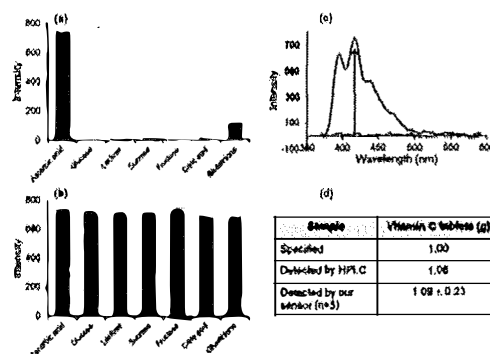 (a)
800
600
400
200
0
Intensity
Ascorbic acid
Glucose
Lactose
Sucrose
Fructose
Citric acid
Glutathione
(b)
800
600
400
200
0
Intensity
Ascorbic acid
Glucose
Lactose
Sucrose
Fructose
Citric acid
Glutathione
(c)
700
500
300
100
-100
Intensity
400
Wavelength (nm)
(d)
Sample Vitamin C tablets (g)
Specified 1.00
Detected by HPLC 1.06
Detected by our 1.09 ± 0.23
sensor (n=5)